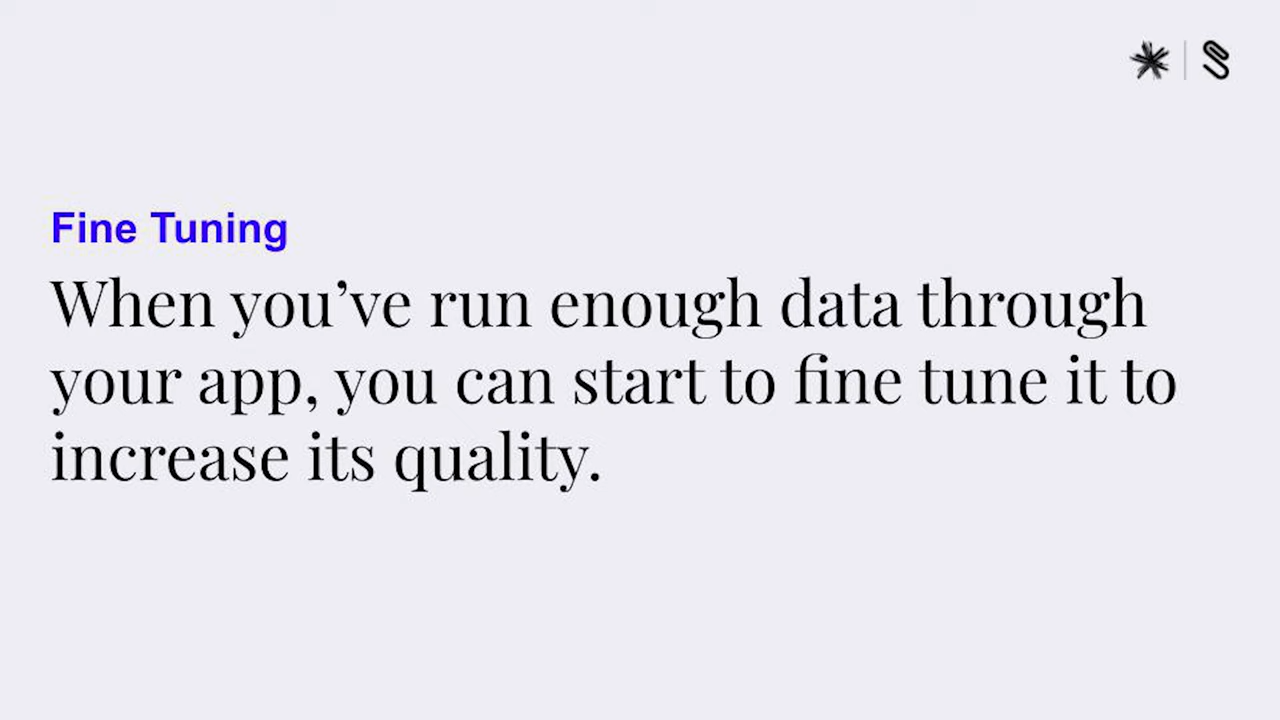 Fine Tuning
When you’ve run enough data through
your app, you can start to fine tune it to
increase its quality.